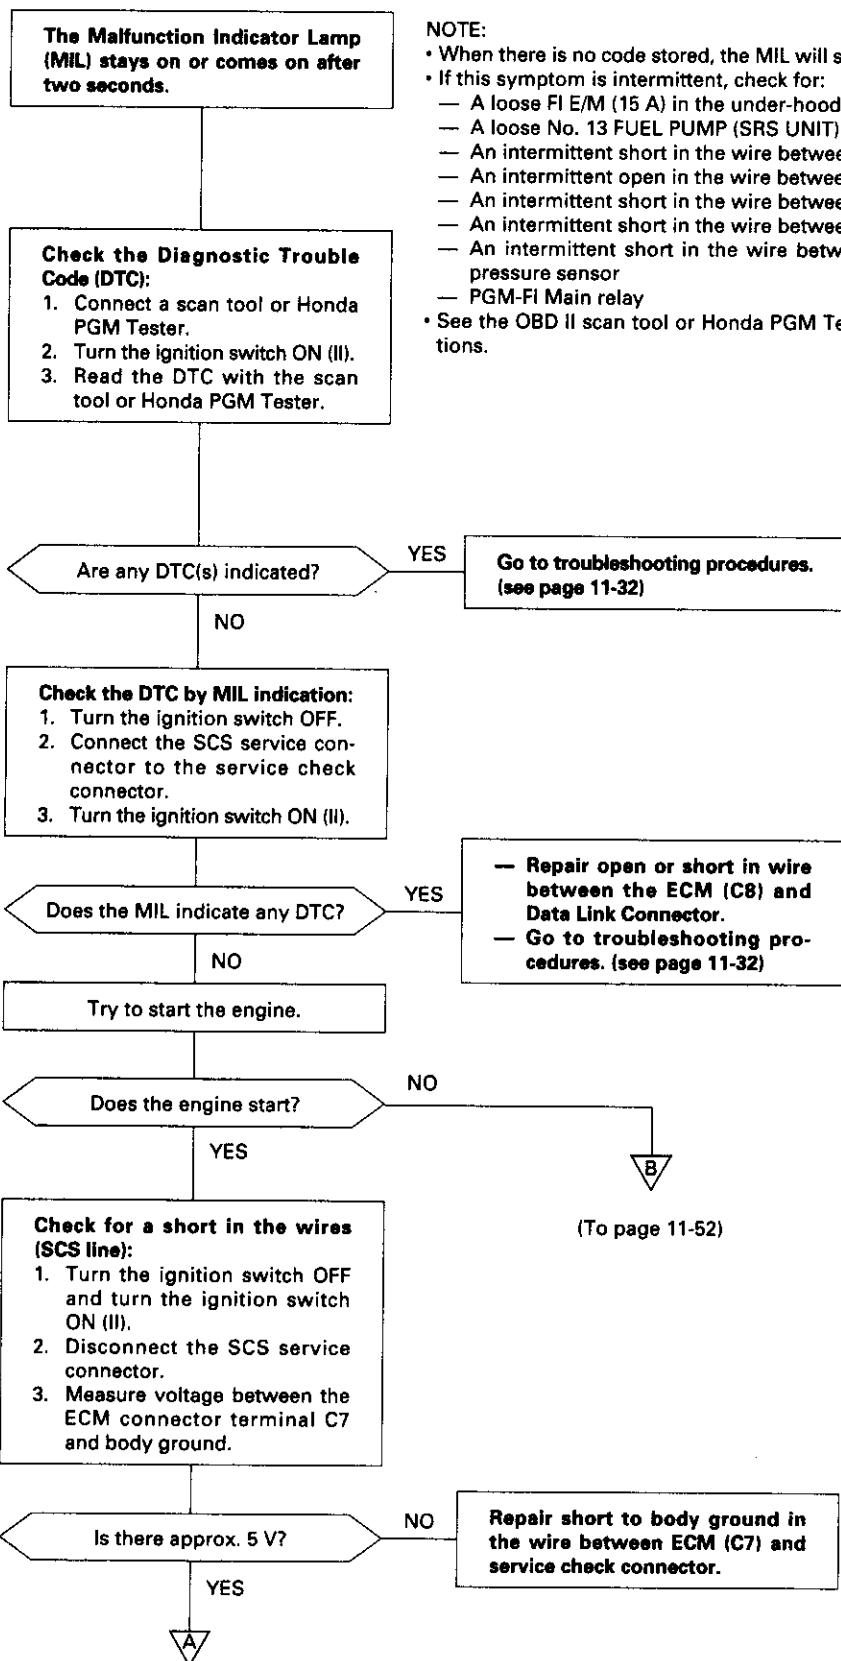 The Malfunction Indicator Lamp
(MIL) stays on or comes on after
two seconds.
NOTE:
• When there is no code stored, the MIL will s
• If this symptom is intermittent, check for:
— A loose FI E/M (15 A) in the under-hood
— A loose No. 13 FUEL PUMP (SRS UNIT)
— An intermittent short in the wire betwee
— An intermittent open in the wire betwee
— An intermittent short in the wire betwee
— An intermittent short in the wire betwee
— An intermittent short in the wire betw
pressure sensor
— PGM-FI Main relay
• See the OBD II scan tool or Honda PGM Te
tions.
Check the Diagnostic Trouble
Code (DTC):
1. Connect a scan tool or Honda
PGM Tester.
2. Turn the ignition switch ON (II).
3. Read the DTC with the scan
tool or Honda PGM Tester.
Are any DTC(s) indicated?
YES
Go to troubleshooting procedures.
(see page 11-32)
NO
Check the DTC by MIL indication:
1. Turn the ignition switch OFF.
2. Connect the SCS service con-
nector to the service check
connector.
3. Turn the ignition switch ON (II).
Does the MIL indicate any DTC?
YES
— Repair open or short in wire
between the ECM (C8) and
Data Link Connector.
— Go to troubleshooting pro-
cedures. (see page 11-32)
NO
Try to start the engine.
Does the engine start?
NO
B
(To page 11-52)
YES
Check for a short in the wires
(SCS line):
1. Turn the ignition switch OFF
and turn the ignition switch
ON (II).
2. Disconnect the SCS service
connector.
3. Measure voltage between the
ECM connector terminal C7
and body ground.
Is there approx. 5 V?
NO
Repair short to body ground in
the wire between ECM (C7) and
service check connector.
YES
A